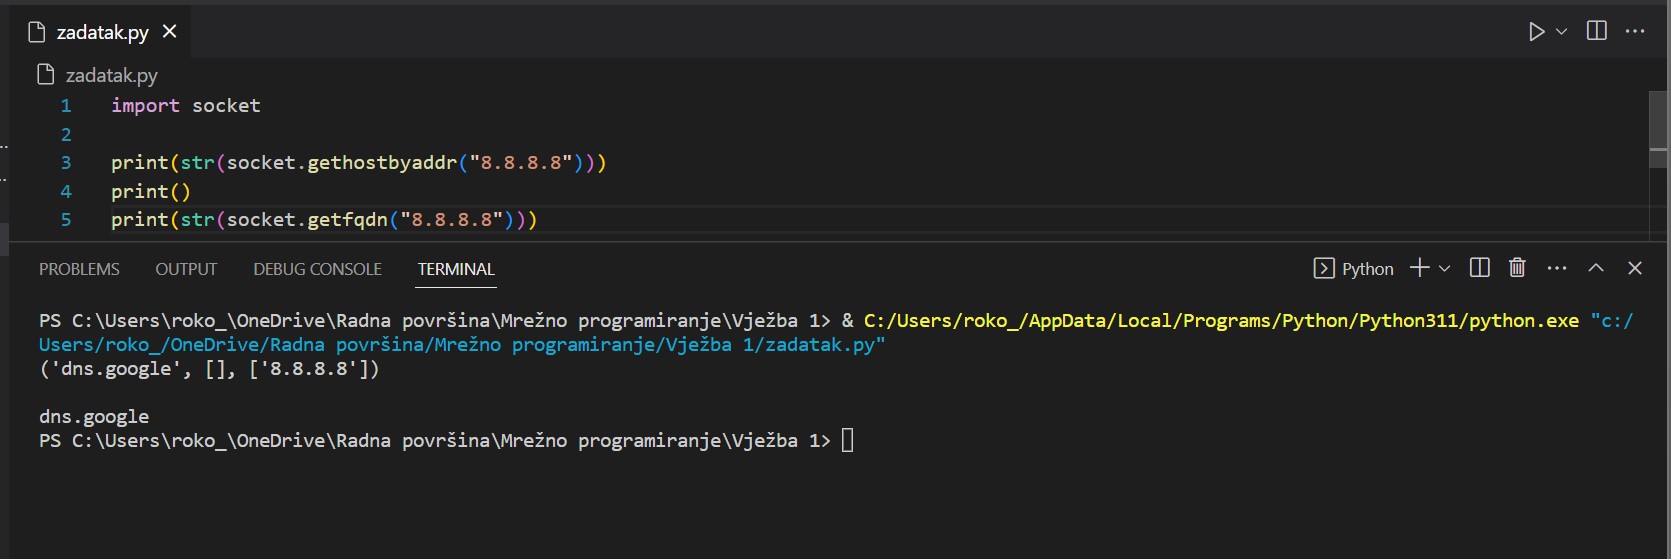 zadatak.py
zadatak.py
1 import socket
2
3 print(str(socket.gethostbyaddr("8.8.8.8")))
4 print()
5 print(str(socket.getfqdn("8.8.8.8")))
PROBLEMS OUTPUT DEBUG CONSOLE TERMINAL Python
PS C:\Users\roko_\OneDrive\Radna površina\Mrežno programiranje\Vježba 1> & C:/Users/roko_/AppData/Local/Programs/Python/Python311/python.exe "c:/
Users/roko_/OneDrive/Radna površina/Mrežno programiranje/Vježba 1/zadatak.py"
('dns.google', [], ['8.8.8.8'])
dns.google
PS C:\Users\roko_\OneDrive\Radna površina\Mrežno programiranje\Vježba 1>